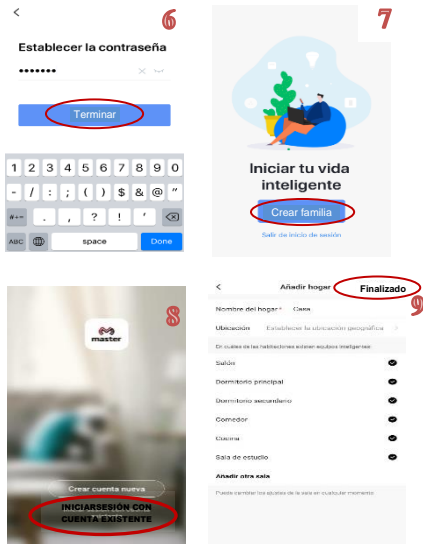 6
Establecer la contraseña
•••••••
Terminar
1 2 3 4 5 6 7 8 9 0
- / : ; ( ) $ & @ "
#+= . , ? ! '
ABC space Done
7
Iniciar tu vida
inteligente
Crear familia
Salir de inicio de sesión
8
master
Crear cuenta nueva
INICIARSESIÓN CON
CUENTA EXISTENTE
9
Añadir hogar Finalizado
Nombre del hogar * Casa
Ubicación Establecer la ubicación geográfica
En cuáles de las habitaciones existen equipos inteligentes:
Salón
Dormitorio principal
Dormitorio secundario
Comedor
Cocina
Sala de estudio
Añadir otra sala
Puede cambiar los ajustes de la sala en cualquier momento